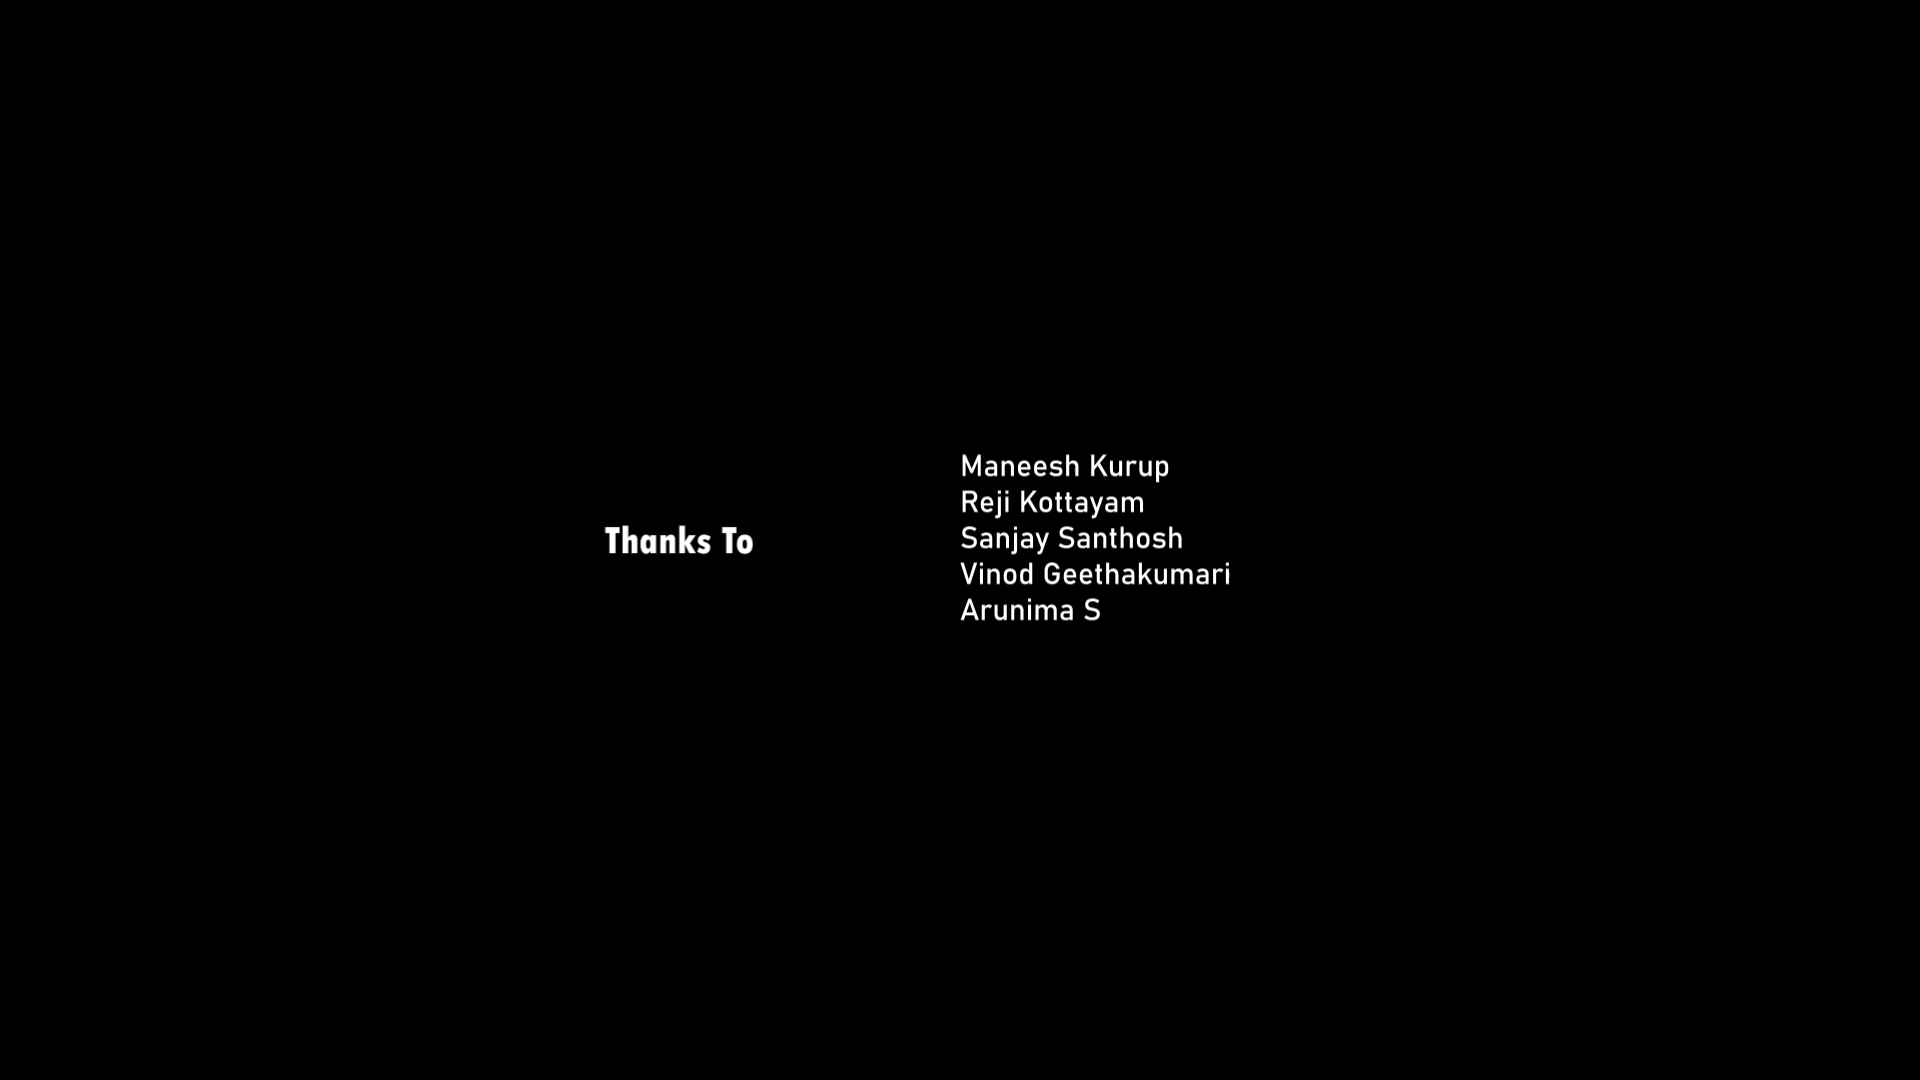 Thanks To
Maneesh Kurup
Reji Kottayam
Sanjay Santhosh
Vinod Geethakumari
Arunima S